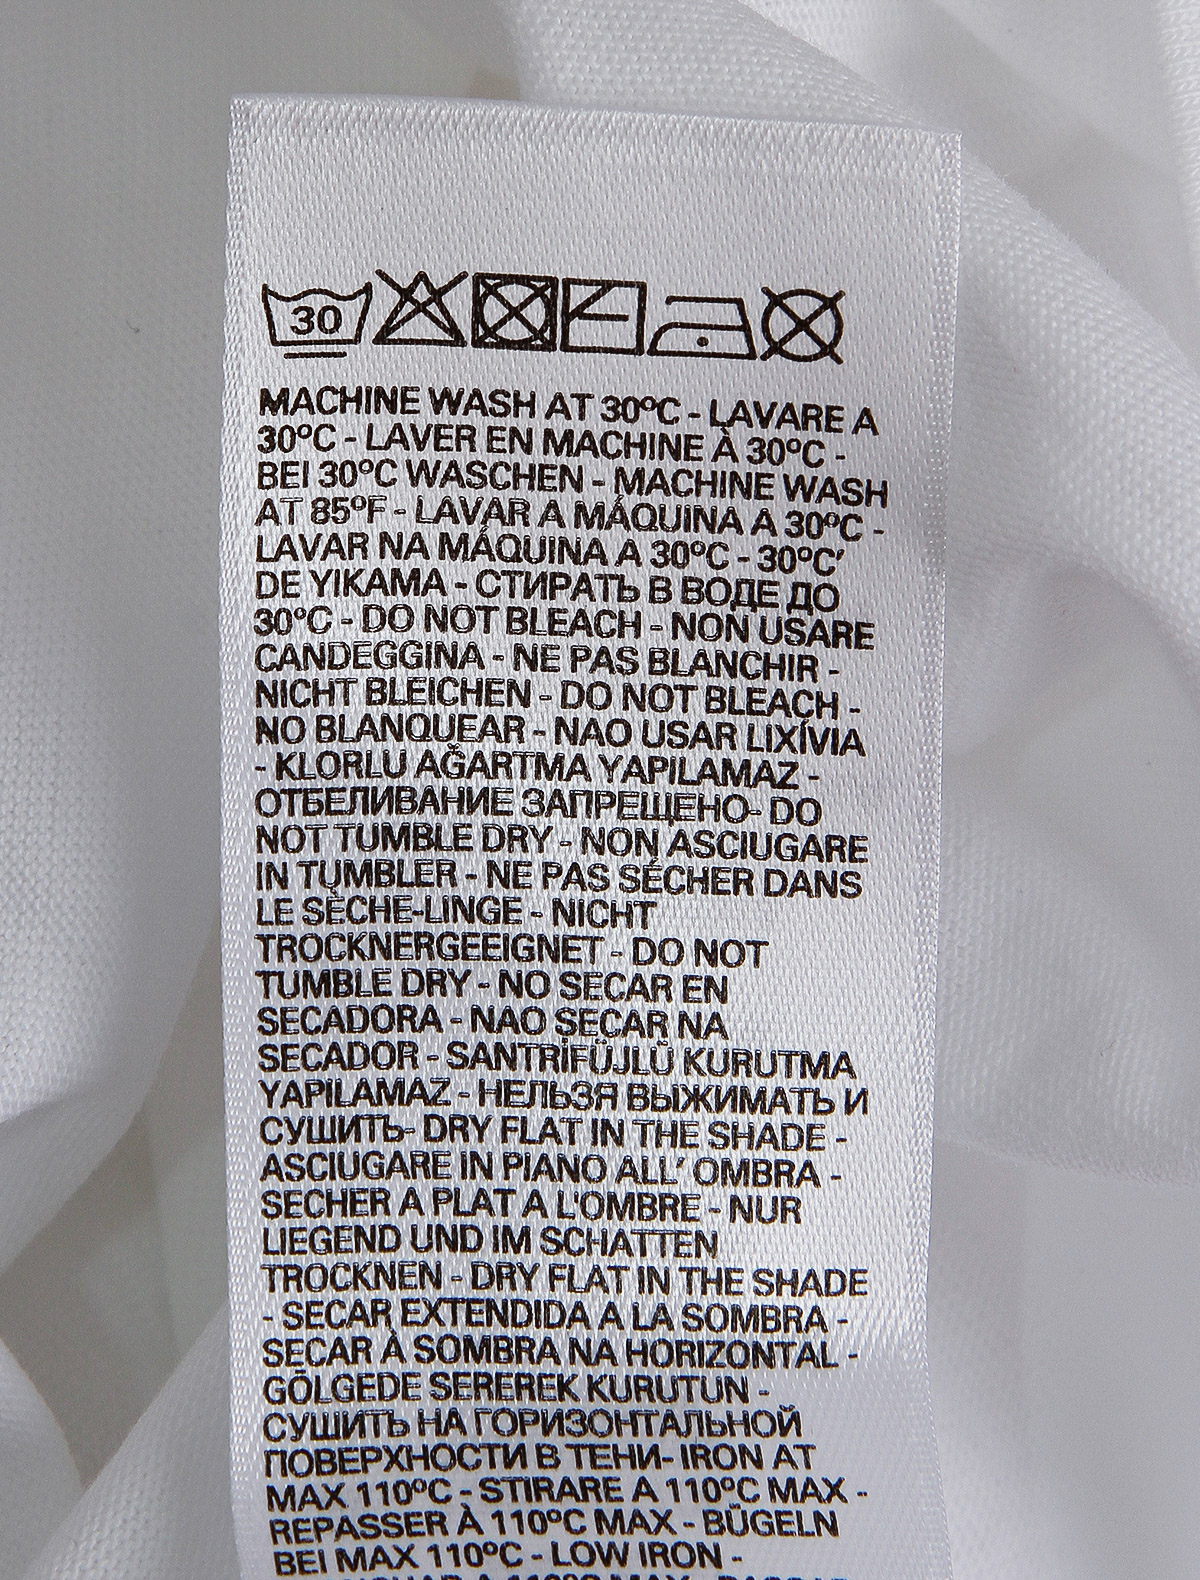 30
MACHINE WASH AT 30ºC - LAVARE A
30ºC - LAVER EN MACHINE À 30ºC -
BEI 30ºC WASCHEN - MACHINE WASH
AT 85ºF - LAVAR A MÁQUINA A 30ºC -
LAVAR NA MÁQUINA A 30ºC - 30ºC'
DE YIKAMA - СТИРАТЬ В ВОДЕ ДО
30ºC - DO NOT BLEACH - NON USARE
CANDEGGINA - NE PAS BLANCHIR -
NICHT BLEICHEN - DO NOT BLEACH -
NO BLANQUEAR - NAO USAR LIXÍVIA
- KLORLU AĞARTMA YAPILAMAZ -
ОТБЕЛИВАНИЕ ЗАПРЕЩЕНО- DO
NOT TUMBLE DRY - NON ASCIUGARE
IN TUMBLER - NE PAS SÉCHER DANS
LE SÈCHE-LINGE - NICHT
TROCKNERGEEIGNET - DO NOT
TUMBLE DRY - NO SECAR EN
SECADORA - NAO SECAR NA
SECADOR - SANTRİFÜJLÜ KURUTMA
YAPILAMAZ - НЕЛЬЗЯ ВЫЖИМАТЬ И
СУШИТЬ- DRY FLAT IN THE SHADE -
ASCIUGARE IN PIANO ALL' OMBRA -
SECHER A PLAT A L'OMBRE - NUR
LIEGEND UND IM SCHATTEN
TROCKNEN - DRY FLAT IN THE SHADE
- SECAR EXTENDIDA A LA SOMBRA -
SECAR À SOMBRA NA HORIZONTAL -
GÖLGEDE SEREREK KURUTUN -
СУШИТЬ НА ГОРИЗОНТАЛЬНОЙ
ПОВЕРХНОСТИ В ТЕНИ- IRON AT
MAX 110ºC - STIRARE A 110ºC MAX -
REPASSER À 110ºC MAX - BÜGELN
BEI MAX 110ºC - LOW IRON -